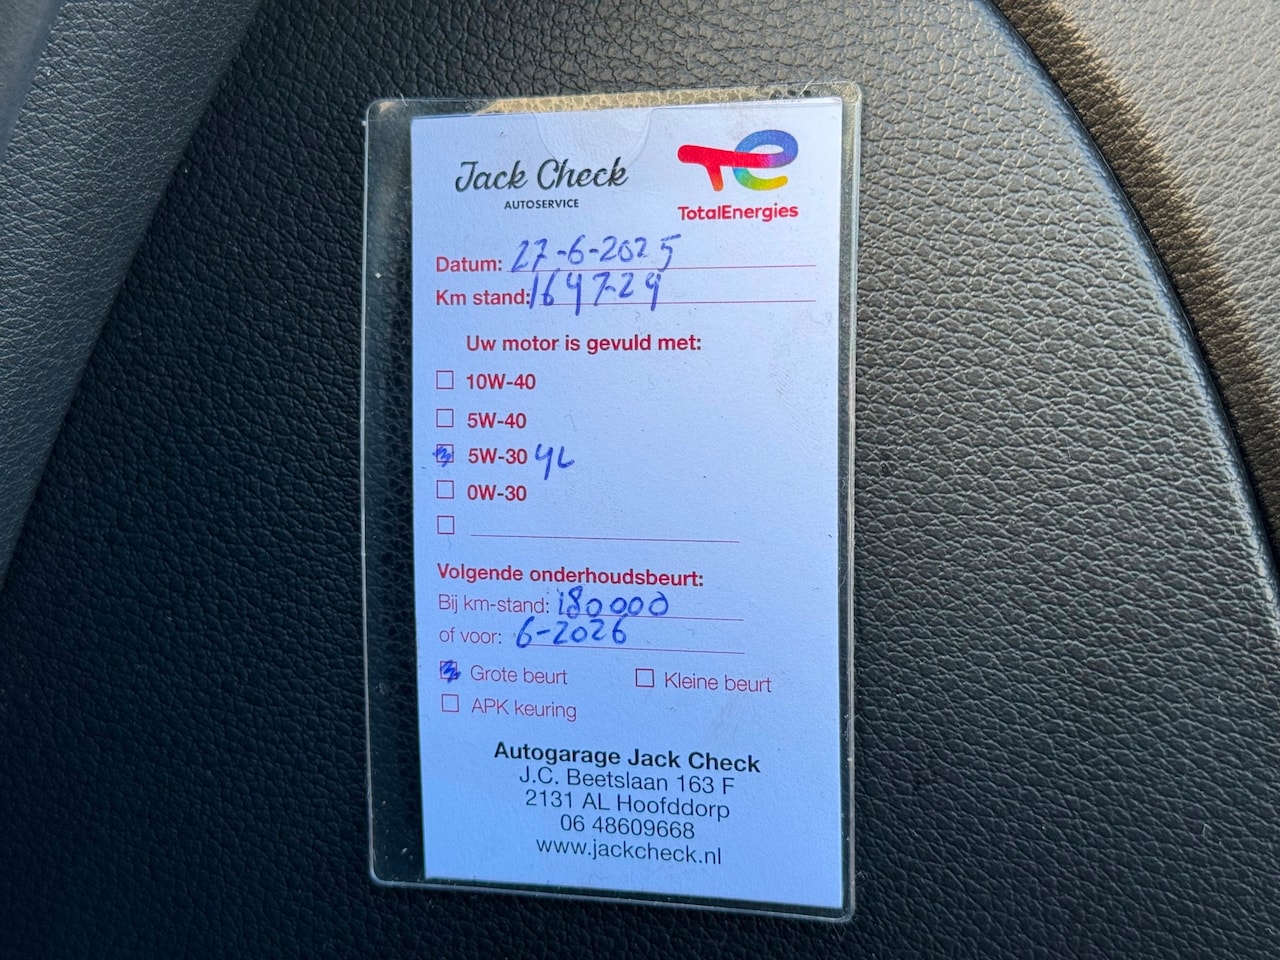 Jack Check
AUTOSERVICE
TotalEnergies
Datum: 27-6-2025
Km stand: 169729
Uw motor is gevuld met:
10W-40
5W-40
5W-30 4L
0W-30
Volgende onderhoudsbeurt:
Bij km-stand: 180000
of voor: 6-2026
Grote beurt Kleine beurt
APK keuring
Autogarage Jack Check
J.C. Beetslaan 163 F
2131 AL Hoofddorp
06 48609668
www.jackcheck.nl